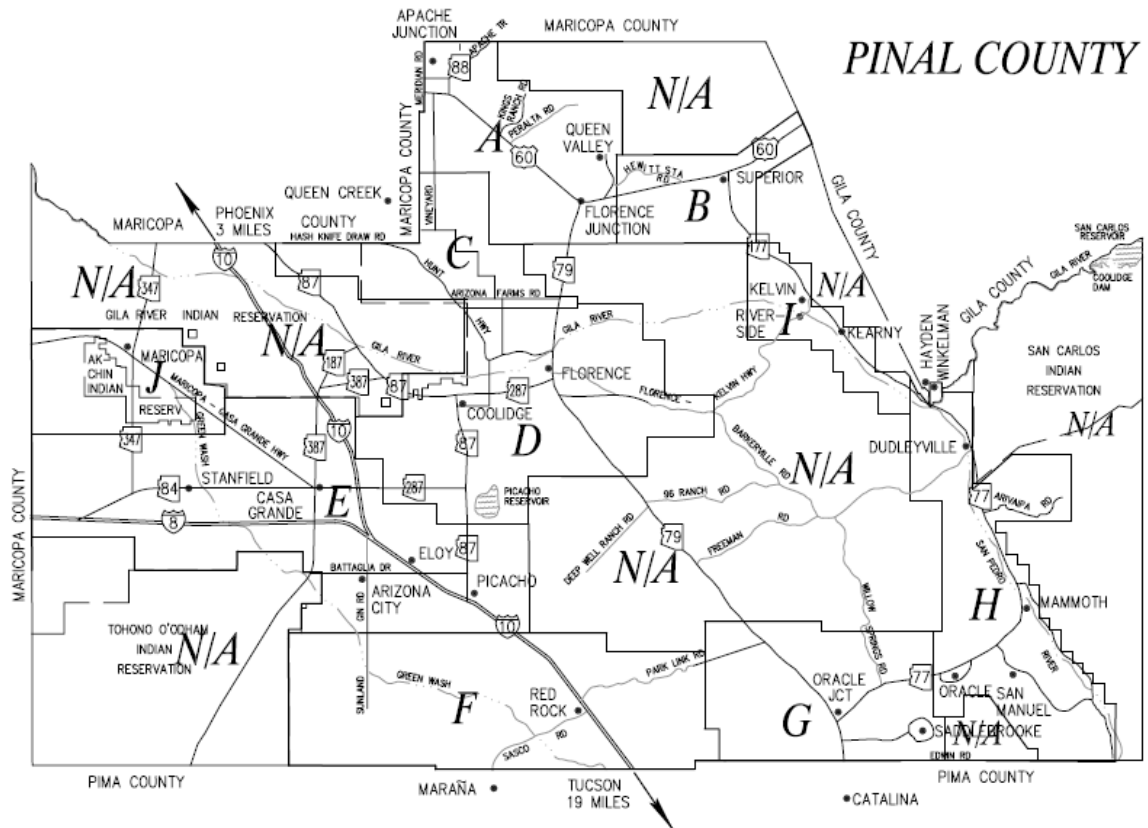 PINAL COUNTY
APACHE
JUNCTION
MARICOPA COUNTY
APACHE TR
88
MERIDIAN RD
N/A
KINGS
RANCH RD
PERALTA RD
A
60
QUEEN
VALLEY
60
HEWITT STA
RD
SUPERIOR
B
MARICOPA COUNTY
VINEYARD
QUEEN CREEK
FLORENCE
JUNCTION
GILA COUNTY
PHOENIX
3 MILES
MARICOPA
COUNTY
HASH KNIFE DRAW RD
10
C
HUNT
HWY
79
177
SAN CARLOS
RESERVOIR
COOLIDGE
DAM
GILA RIVER
GILA COUNTY
N/A
347
87
ARIZONA FARMS RD
N/A
KELVIN
RIVER-
SIDE
I
KEARNY
GILA RIVER INDIAN RESERVATION
N/A
GILA RIVER
GILA RIVER
HAYDEN
WINKELMAN
MARICOPA
AK
CHIN
INDIAN
RESERV
J
MARICOPA - CASA GRANDE HWY
187
387
87
287
FLORENCE
FLORENCE - KELVIN HWY
SAN CARLOS
INDIAN
RESERVATION
N/A
COOLIDGE
347
GREEN WASH
387
10
87
D
BARKERVILLE RD
DUDLEYVILLE
N/A
84
STANFIELD
CASA
GRANDE
E
287
PICACHO
RESERVOIR
96 RANCH RD
77
ARIVAIPA RD
8
MARICOPA COUNTY
DEEP WELL RANCH RD
79
FREEMAN RD
ELOY
87
N/A
SAN PEDRO
RIVER
BATTAGLIA DR
PICACHO
ARIZONA
CITY
H
MAMMOTH
SUNLAND GIN RD
10
TOHONO O'ODHAM
INDIAN
RESERVATION
N/A
WILLOW
SPRINGS RD
PARK LINK RD
GREEN WASH
F
RED
ROCK
ORACLE
JCT
77
ORACLE
SAN
MANUEL
G
SADDLEBROOKE
N/A
SASCO RD
EDWIN RD
PIMA COUNTY
MARAÑA
TUCSON
19 MILES
CATALINA
PIMA COUNTY